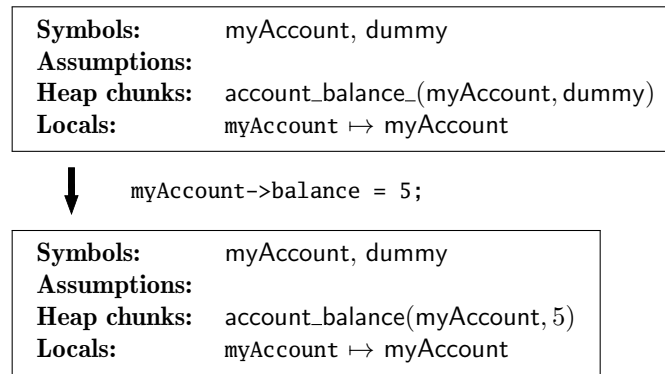 Symbols: myAccount, dummy
Assumptions:
Heap chunks: account_balance_(myAccount, dummy)
Locals: myAccount ↦ myAccount
myAccount->balance = 5;
Symbols: myAccount, dummy
Assumptions:
Heap chunks: account_balance(myAccount, 5)
Locals: myAccount ↦ myAccount